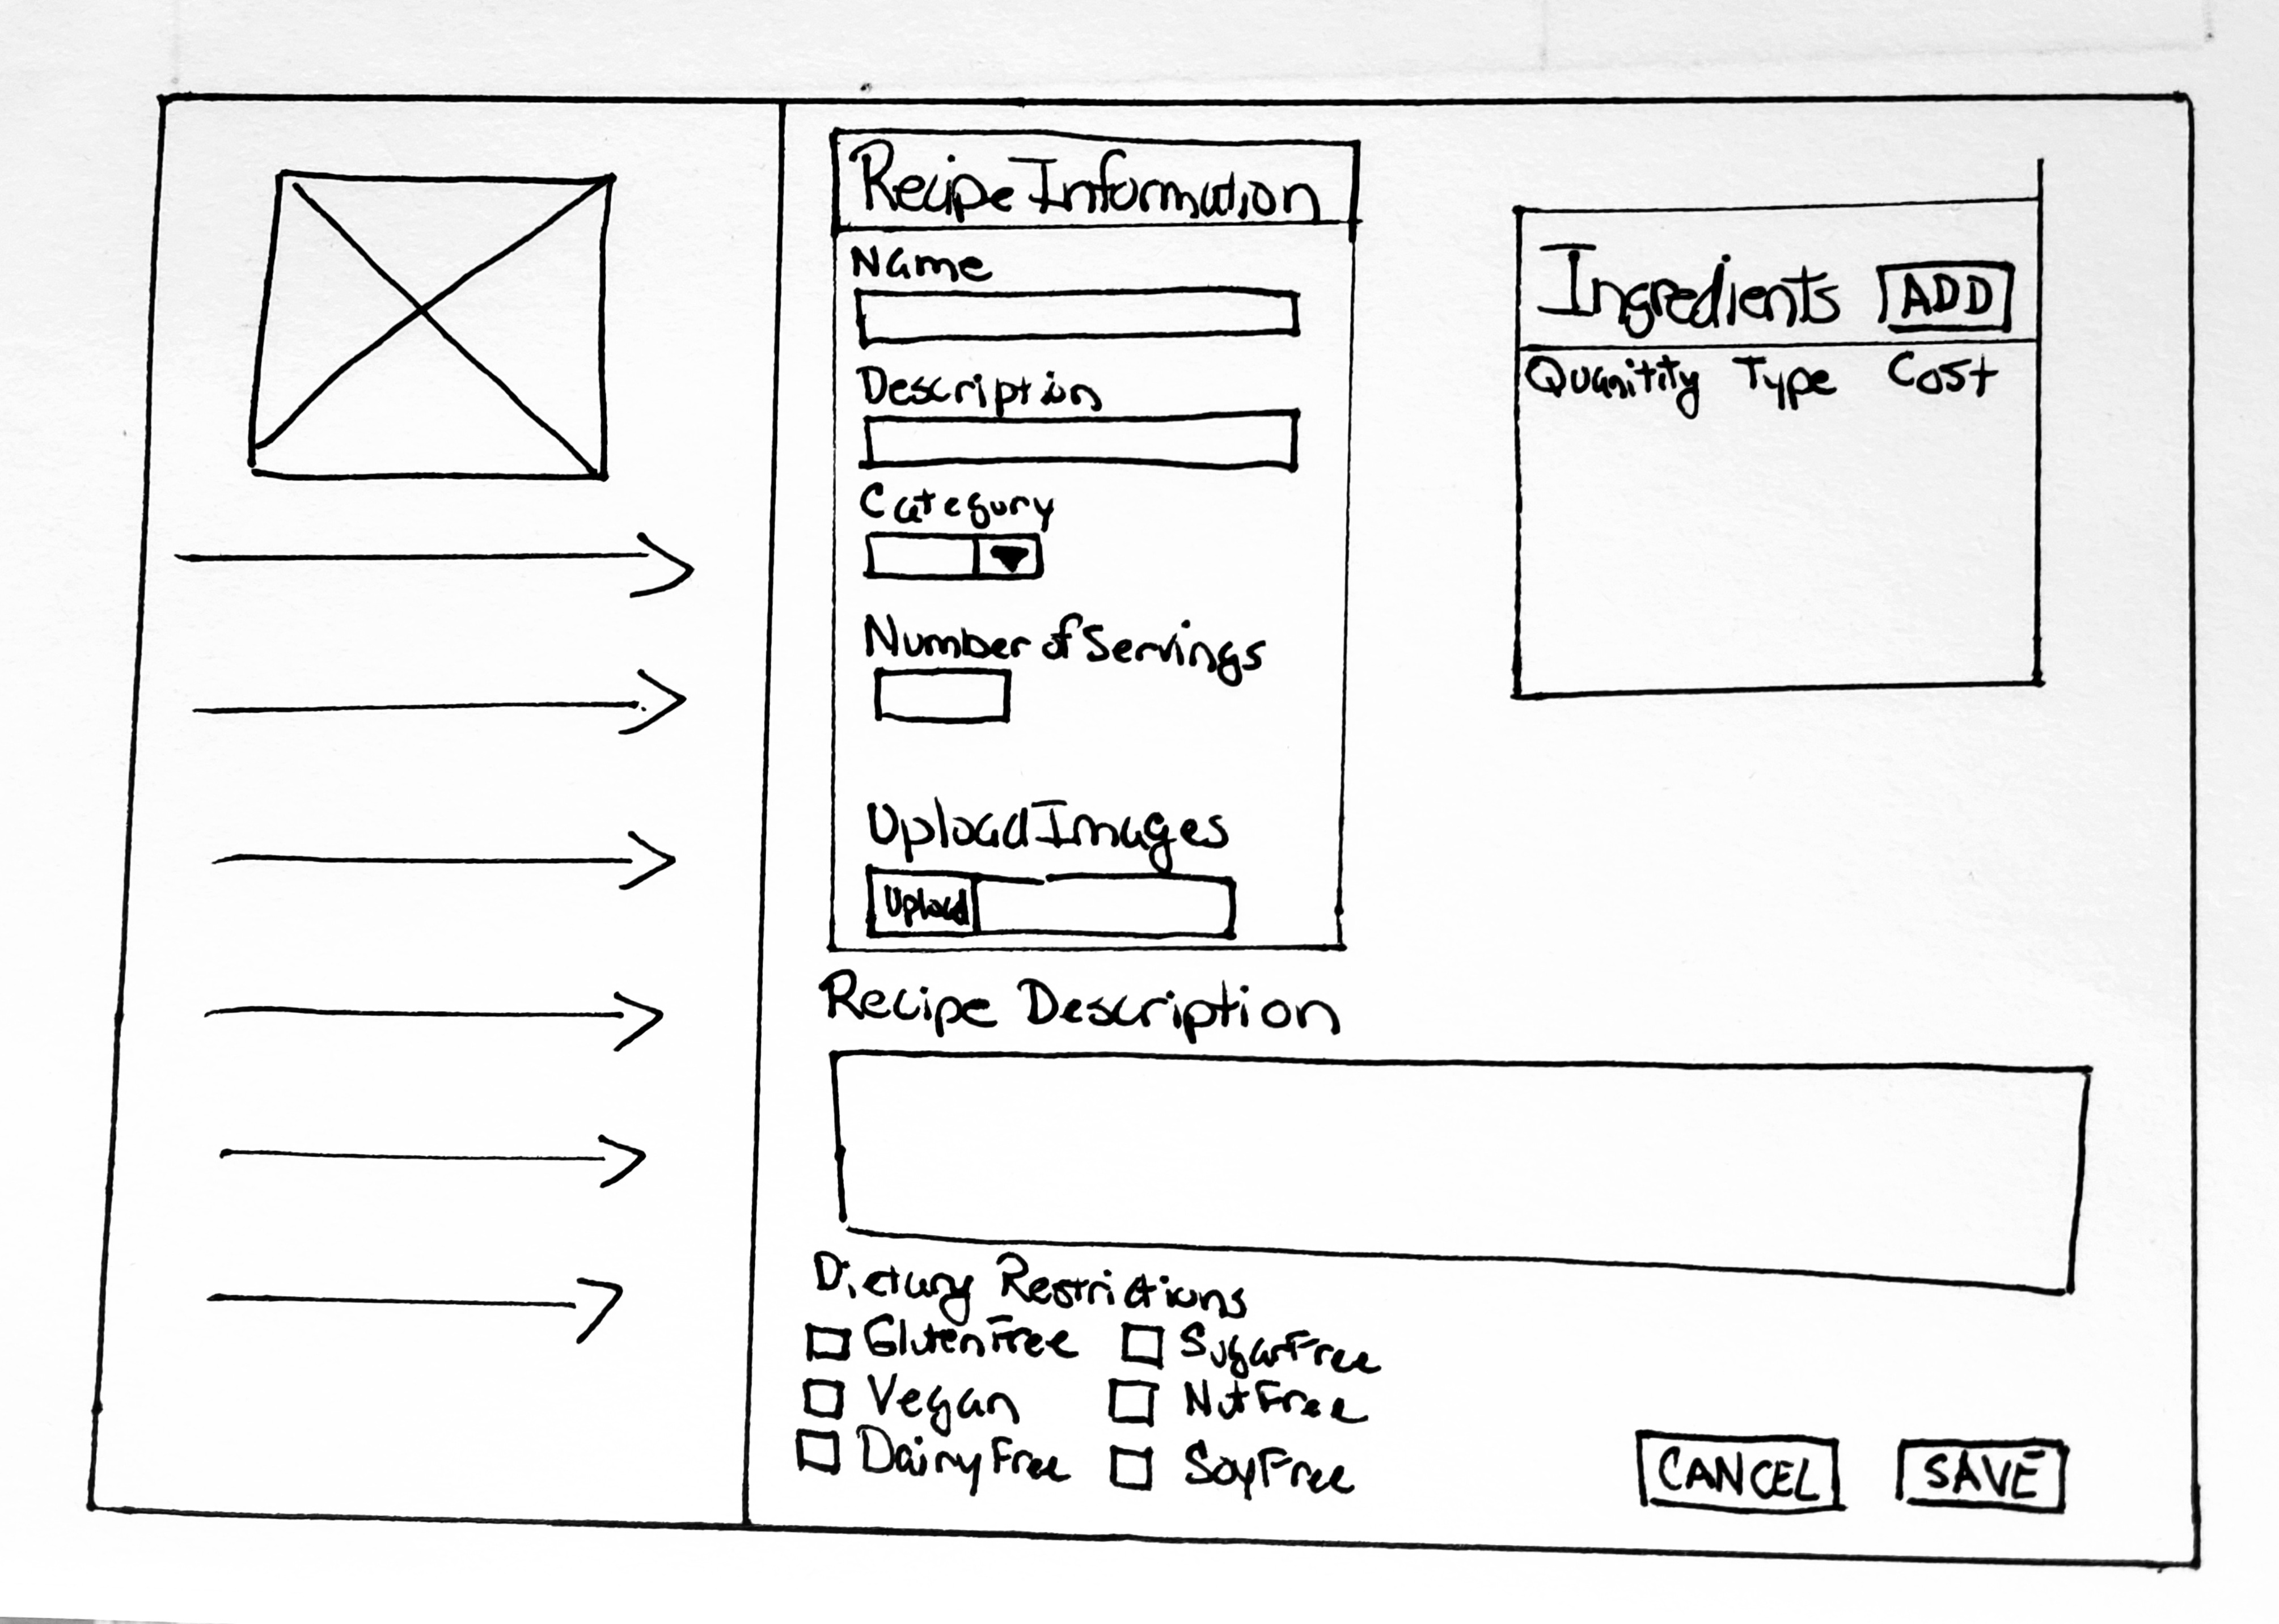 Recipe Information
Name
Description
Category
Number of Servings
Upload Images
Upload
Ingredients ADD
Quanitity Type Cost
Recipe Description
Dietary Restrictions
Gluten Free Sugar Free
Vegan Nut Free
Dairy Free Soy Free
CANCEL SAVE